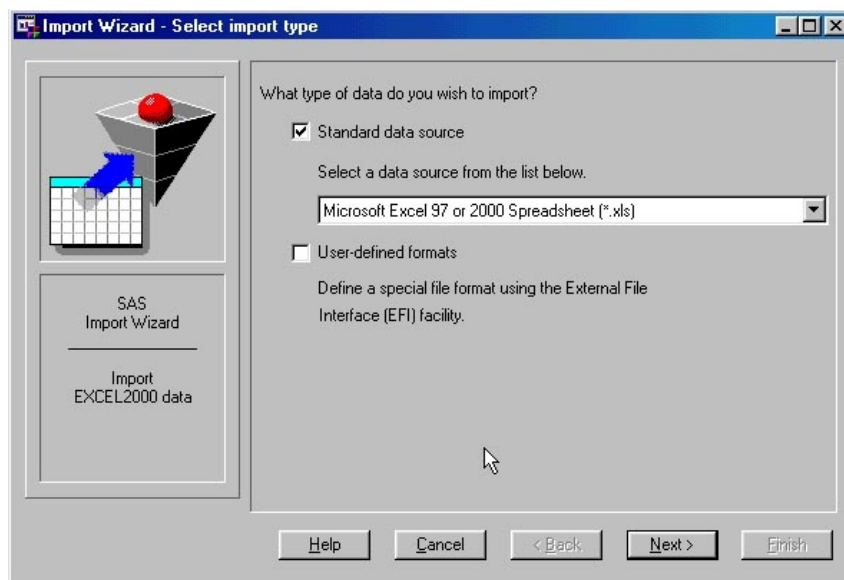 Import Wizard - Select import type
What type of data do you wish to import?
Standard data source
Select a data source from the list below.
Microsoft Excel 97 or 2000 Spreadsheet (*.xls)
User-defined formats
Define a special file format using the External File
Interface (EFI) facility.
SAS
Import Wizard
Import
EXCEL2000 data
Help
Cancel
< Back
Next >
Finish